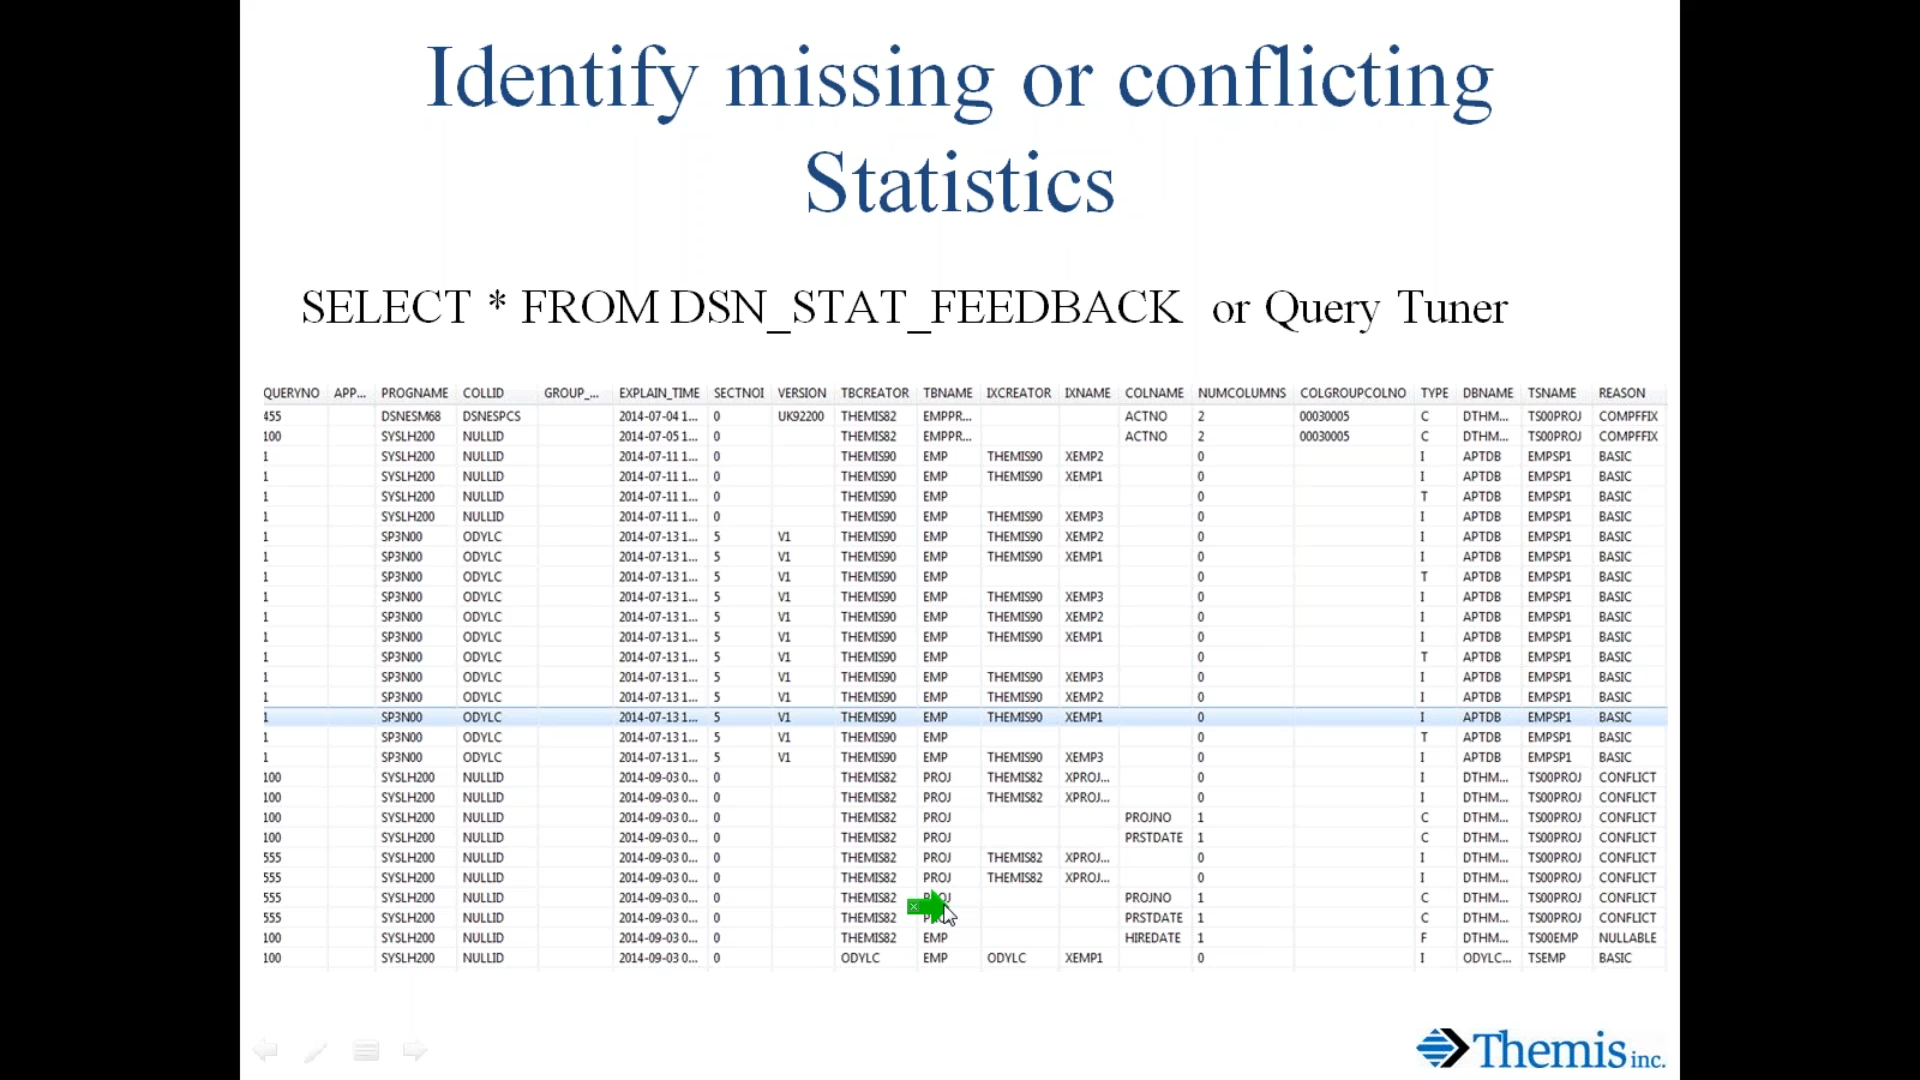 Identify missing or conflicting
Statistics
SELECT * FROM DSN_STAT_FEEDBACK or Query Tuner
QUERYNO APP... PROGNAME COLLID GROUP_... EXPLAIN_TIME SECTNOI VERSION TBCREATOR TBNAME IXCREATOR IXNAME COLNAME NUMCOLUMNS COLGROUPCOLNO TYPE DBNAME TSNAME REASON
455 DSNESM68 DSNESPCS 2014-07-04 1... 0 UK92200 THEMIS82 EMPPR... ACTNO 2 00030005 C DTHM... TS00PROJ COMPFFIX
100 SYSLH200 NULLID 2014-07-05 1... 0 THEMIS82 EMPPR... ACTNO 2 00030005 C DTHM... TS00PROJ COMPFFIX
1 SYSLH200 NULLID 2014-07-11 1... 0 THEMIS90 EMP THEMIS90 XEMP2 0 I APTDB EMPSP1 BASIC
1 SYSLH200 NULLID 2014-07-11 1... 0 THEMIS90 EMP THEMIS90 XEMP1 0 I APTDB EMPSP1 BASIC
1 SYSLH200 NULLID 2014-07-11 1... 0 THEMIS90 EMP 0 T APTDB EMPSP1 BASIC
1 SYSLH200 NULLID 2014-07-11 1... 0 THEMIS90 EMP THEMIS90 XEMP3 0 I APTDB EMPSP1 BASIC
1 SP3N00 ODYLC 2014-07-13 1... 5 V1 THEMIS90 EMP THEMIS90 XEMP2 0 I APTDB EMPSP1 BASIC
1 SP3N00 ODYLC 2014-07-13 1... 5 V1 THEMIS90 EMP THEMIS90 XEMP1 0 I APTDB EMPSP1 BASIC
1 SP3N00 ODYLC 2014-07-13 1... 5 V1 THEMIS90 EMP 0 T APTDB EMPSP1 BASIC
1 SP3N00 ODYLC 2014-07-13 1... 5 V1 THEMIS90 EMP THEMIS90 XEMP3 0 I APTDB EMPSP1 BASIC
1 SP3N00 ODYLC 2014-07-13 1... 5 V1 THEMIS90 EMP THEMIS90 XEMP2 0 I APTDB EMPSP1 BASIC
1 SP3N00 ODYLC 2014-07-13 1... 5 V1 THEMIS90 EMP THEMIS90 XEMP1 0 I APTDB EMPSP1 BASIC
1 SP3N00 ODYLC 2014-07-13 1... 5 V1 THEMIS90 EMP 0 T APTDB EMPSP1 BASIC
1 SP3N00 ODYLC 2014-07-13 1... 5 V1 THEMIS90 EMP THEMIS90 XEMP3 0 I APTDB EMPSP1 BASIC
1 SP3N00 ODYLC 2014-07-13 1... 5 V1 THEMIS90 EMP THEMIS90 XEMP2 0 I APTDB EMPSP1 BASIC
1 SP3N00 ODYLC 2014-07-13 1... 5 V1 THEMIS90 EMP THEMIS90 XEMP1 0 I APTDB EMPSP1 BASIC
1 SP3N00 ODYLC 2014-07-13 1... 5 V1 THEMIS90 EMP 0 T APTDB EMPSP1 BASIC
1 SP3N00 ODYLC 2014-07-13 1... 5 V1 THEMIS90 EMP THEMIS90 XEMP3 0 I APTDB EMPSP1 BASIC
100 SYSLH200 NULLID 2014-09-03 0... 0 THEMIS82 PROJ THEMIS82 XPROJ... 0 I DTHM... TS00PROJ CONFLICT
100 SYSLH200 NULLID 2014-09-03 0... 0 THEMIS82 PROJ THEMIS82 XPROJ... 0 I DTHM... TS00PROJ CONFLICT
100 SYSLH200 NULLID 2014-09-03 0... 0 THEMIS82 PROJ PROJNO 1 C DTHM... TS00PROJ CONFLICT
100 SYSLH200 NULLID 2014-09-03 0... 0 THEMIS82 PROJ PRSTDATE 1 C DTHM... TS00PROJ CONFLICT
555 SYSLH200 NULLID 2014-09-03 0... 0 THEMIS82 PROJ THEMIS82 XPROJ... 0 I DTHM... TS00PROJ CONFLICT
555 SYSLH200 NULLID 2014-09-03 0... 0 THEMIS82 PROJ THEMIS82 XPROJ... 0 I DTHM... TS00PROJ CONFLICT
555 SYSLH200 NULLID 2014-09-03 0... 0 THEMIS82 PROJNO 1 C DTHM... TS00PROJ CONFLICT
555 SYSLH200 NULLID 2014-09-03 0... 0 THEMIS82 PRSTDATE 1 C DTHM... TS00PROJ CONFLICT
100 SYSLH200 NULLID 2014-09-03 0... 0 THEMIS82 EMP HIREDATE 1 F DTHM... TS00EMP NULLABLE
100 SYSLH200 NULLID 2014-09-03 0... 0 ODYLC EMP ODYLC XEMP1 0 I ODYLC... TSEMP BASIC
Themis inc.